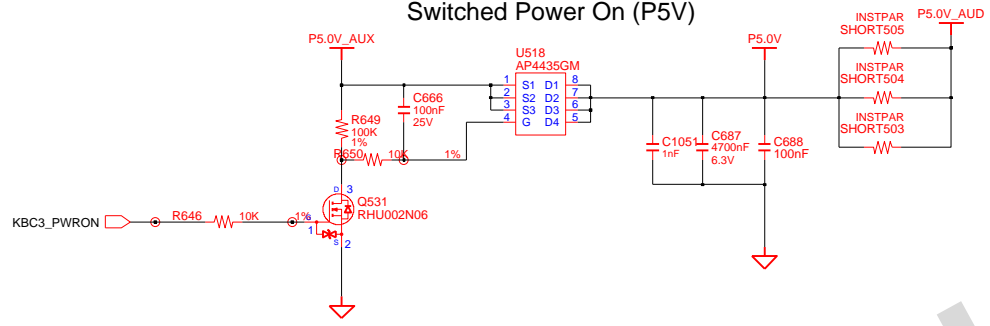 Switched Power On (P5V)
P5.0V_AUX
P5.0V
P5.0V_AUD
INSTPAR
SHORT505
INSTPAR
SHORT504
INSTPAR
SHORT503
U518
AP4435GM
1 S1 D1 8
2 S2 D2 7
3 S3 D3 6
4 G D4 5
C666
100nF
25V
R649
100K
1%
R650 10K 1%
C1051
1nF
C687
4700nF
6.3V
C688
100nF
D 3
Q531
RHU002N06
KBC3_PWRON
R646 10K 1%
G
1
S 2